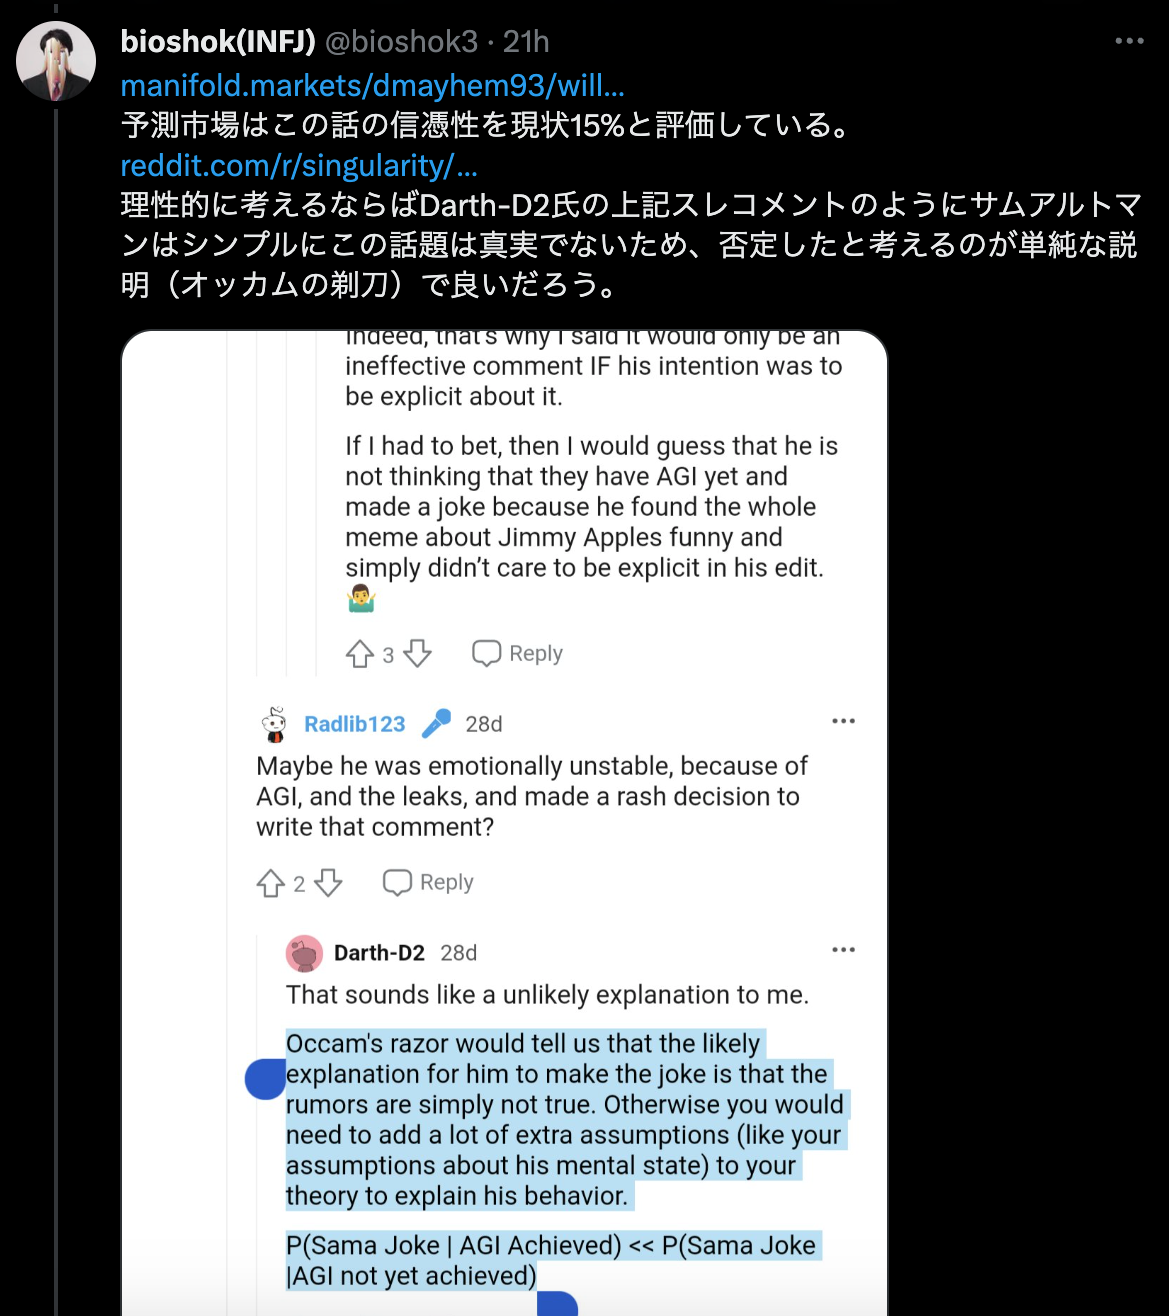 bioshok(INFJ) @bioshok3 · 21h
manifold.markets/dmayhem93/will...
予測市場はこの話の信憑性を現状15%と評価している。
reddit.com/r/singularity/...
理性的に考えるならばDarth-D2氏の上記スレコメントのようにサムアルトマ
ンはシンプルにこの話題は真実でないため、否定したと考えるのが単純な説
明（オッカムの剃刀）で良いだろう。
Indeed, that's why I said it would only be an
ineffective comment IF his intention was to
be explicit about it.
If I had to bet, then I would guess that he is
not thinking that they have AGI yet and
made a joke because he found the whole
meme about Jimmy Apples funny and
simply didn't care to be explicit in his edit.
🤷‍♂️
3 Reply
Radlib123 🎤 28d
Maybe he was emotionally unstable, because of
AGI, and the leaks, and made a rash decision to
write that comment?
2 Reply
Darth-D2 28d
That sounds like a unlikely explanation to me.
Occam's razor would tell us that the likely
explanation for him to make the joke is that the
rumors are simply not true. Otherwise you would
need to add a lot of extra assumptions (like your
assumptions about his mental state) to your
theory to explain his behavior.
P(Sama Joke | AGI Achieved) << P(Sama Joke
|AGI not yet achieved)